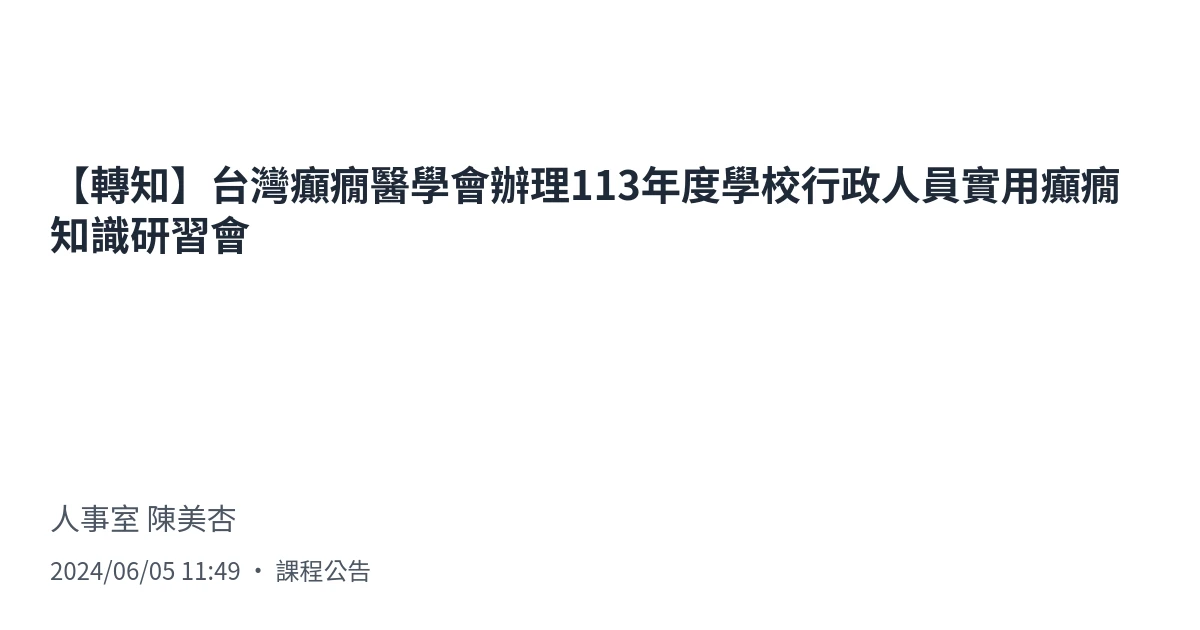 【轉知】台灣癲癇醫學會辦理113年度學校行政人員實用癲癇
知識研習會
人事室 陳美杏
2024/06/05 11:49 • 課程公告